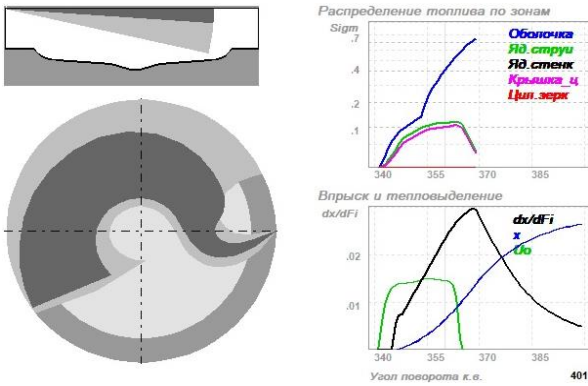 Распределение топлива по зонам
Sigm
Оболочка
.7
Яд.струи
Яд.стенк
.4
Крышка_ц
Цил.зерк
.2
.1
340 355 370 385
Впрыск и тепловыделение
dx/dFi
dx/dFi
x
Uo
.02
.01
340 355 370 385
Угол поворота к.в. 401